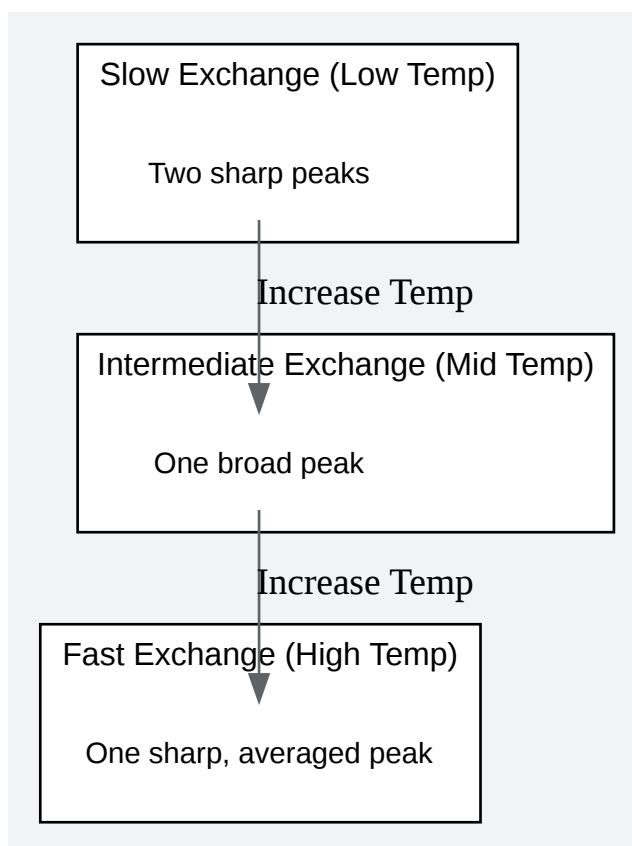 Slow Exchange (Low Temp)
Two sharp peaks
Increase Temp
Intermediate Exchange (Mid Temp)
One broad peak
Increase Temp
Fast Exchange (High Temp)
One sharp, averaged peak